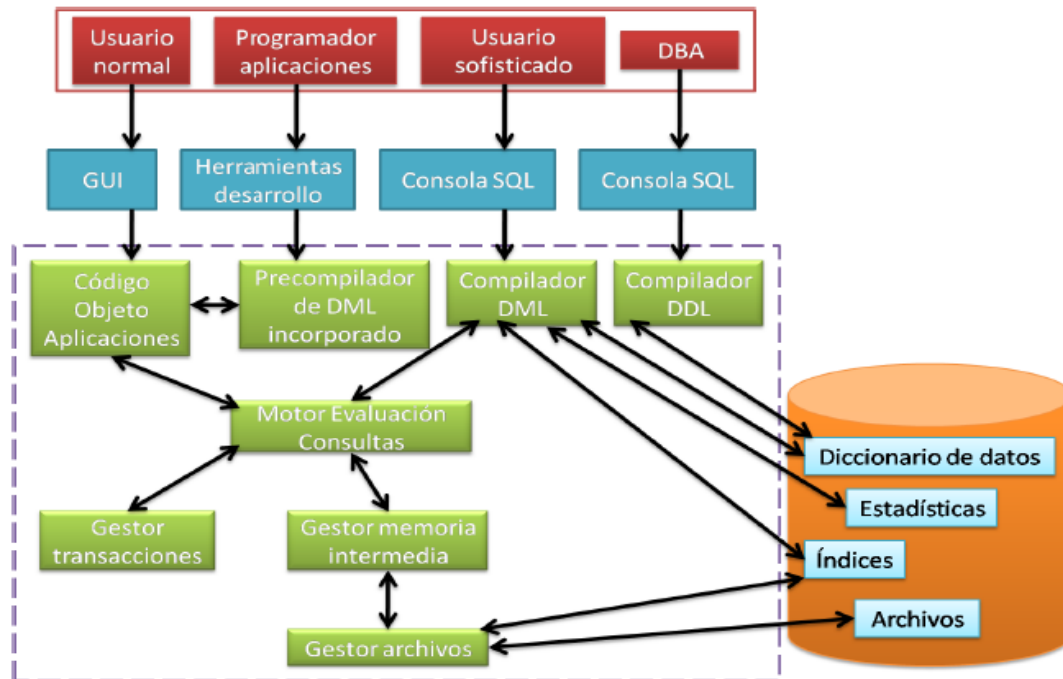 Usuario
normal
Programador
aplicaciones
Usuario
sofisticado
DBA
GUI
Herramientas
desarrollo
Consola SQL
Consola SQL
Código
Objeto
Aplicaciones
Precompilador
de DML
incorporado
Compilador
DML
Compilador
DDL
Motor Evaluación
Consultas
Diccionario de datos
Estadísticas
Gestor
transacciones
Gestor memoria
intermedia
Índices
Archivos
Gestor archivos